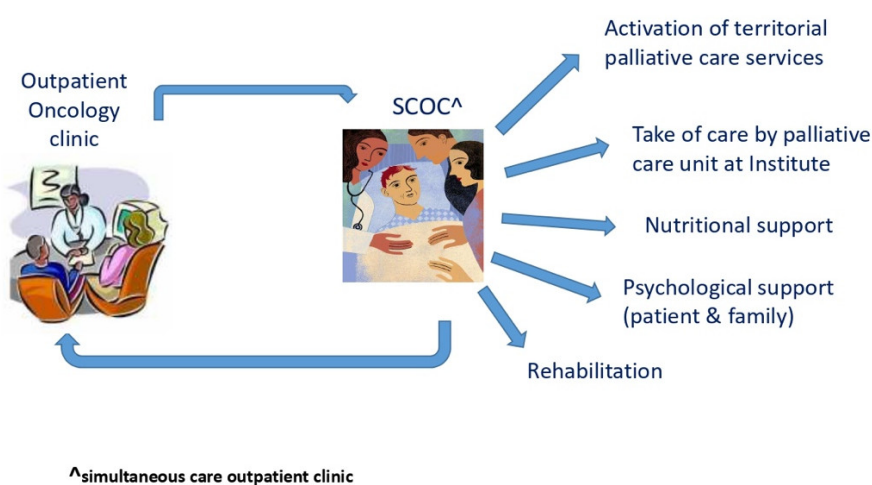 Outpatient
Oncology
clinic
SCOC^
Activation of territorial
palliative care services
Take of care by palliative
care unit at Institute
Nutritional support
Psychological support
(patient & family)
Rehabilitation
^simultaneous care outpatient clinic